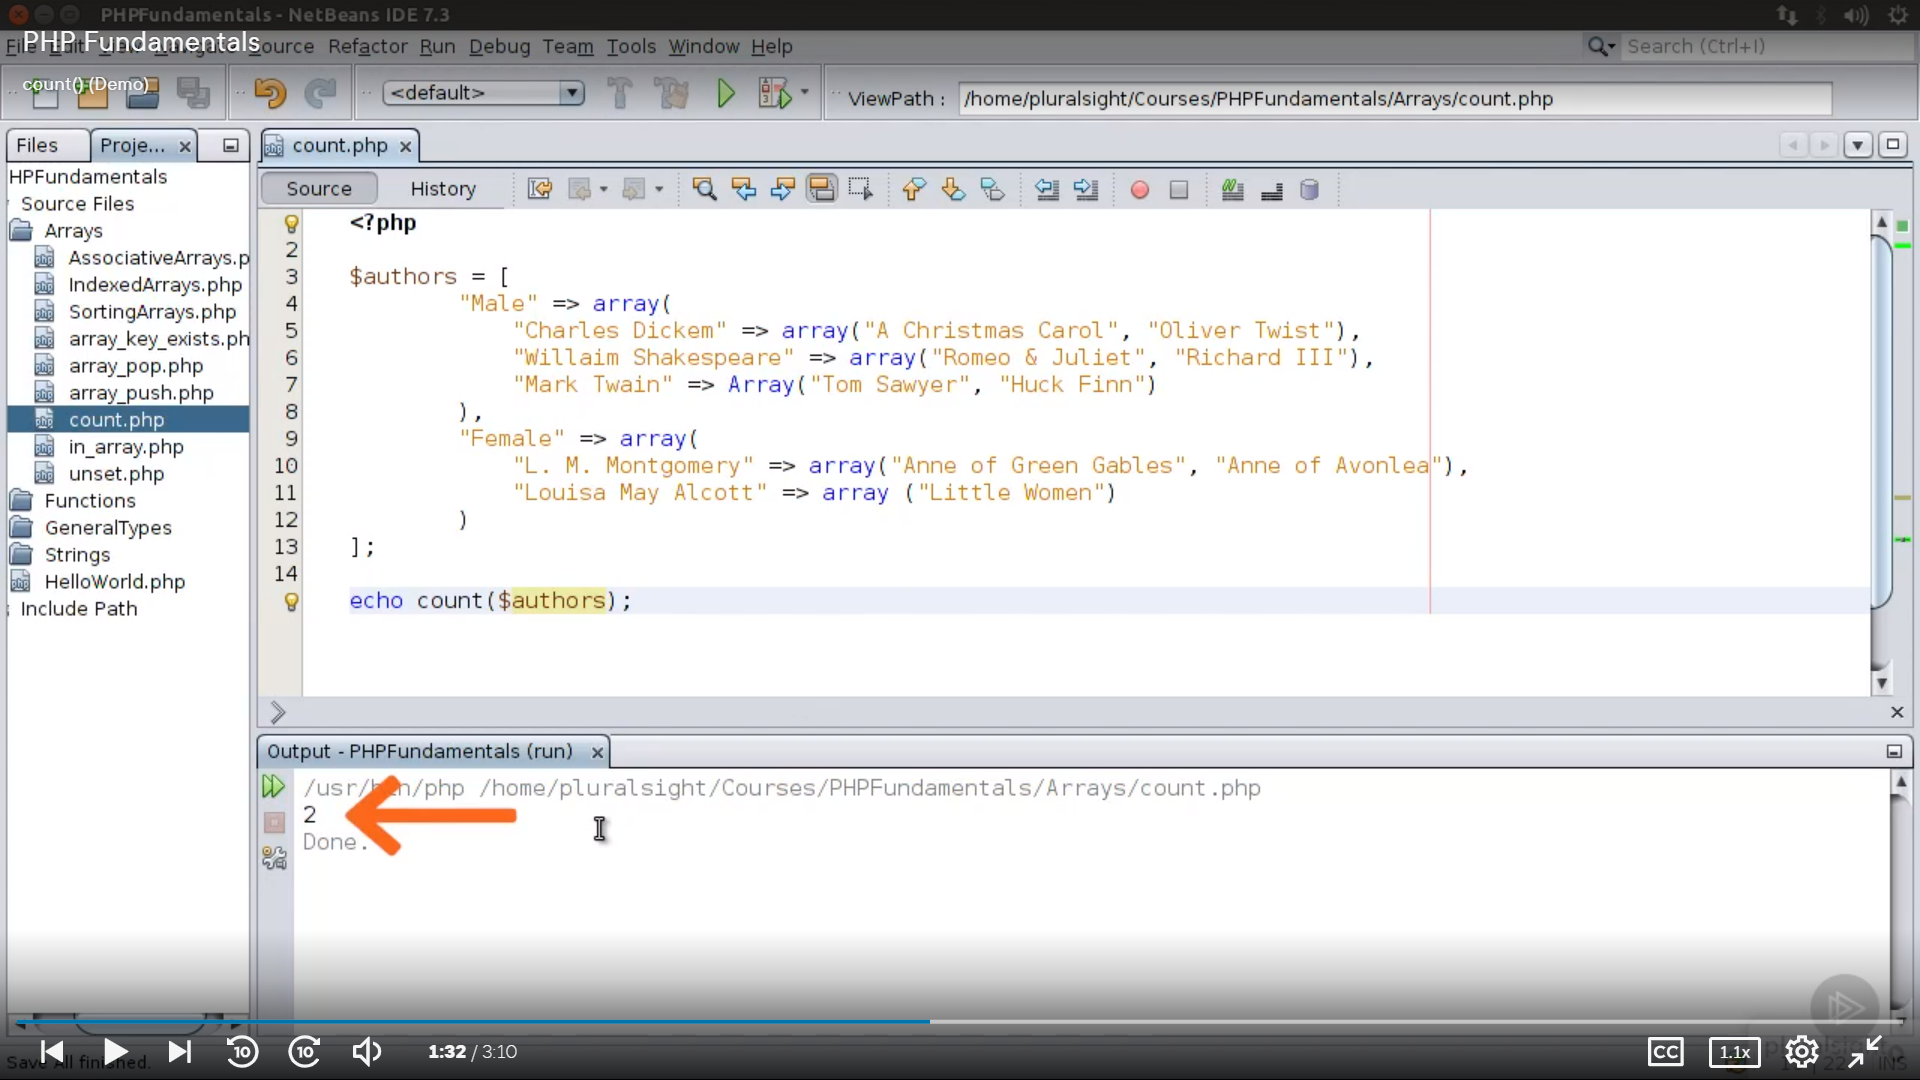 PHPFundamentals - NetBeans IDE 7.3
PHP Fundamentals
File Edit View Navigate Source Refactor Run Debug Team Tools Window Help
Search (Ctrl+I)
count() (Demo)
<default>
ViewPath : /home/pluralsight/Courses/PHPFundamentals/Arrays/count.php
Files Proje...
count.php
Source History
HPFundamentals
Source Files
Arrays
AssociativeArrays.p
IndexedArrays.php
SortingArrays.php
array_key_exists.ph
array_pop.php
array_push.php
count.php
in_array.php
unset.php
Functions
GeneralTypes
Strings
HelloWorld.php
Include Path
<?php
2
3 $authors = [
4 "Male" => array(
5 "Charles Dickem" => array("A Christmas Carol", "Oliver Twist"),
6 "Willaim Shakespeare" => array("Romeo & Juliet", "Richard III"),
7 "Mark Twain" => Array("Tom Sawyer", "Huck Finn")
8 ),
9 "Female" => array(
10 "L. M. Montgomery" => array("Anne of Green Gables", "Anne of Avonlea"),
11 "Louisa May Alcott" => array ("Little Women")
12 )
13 ];
14
echo count($authors);
Output - PHPFundamentals (run)
/usr/bin/php /home/pluralsight/Courses/PHPFundamentals/Arrays/count.php
2
Done.
10 10 1:32 / 3:10 CC 1.1x
Save All finished.
INS